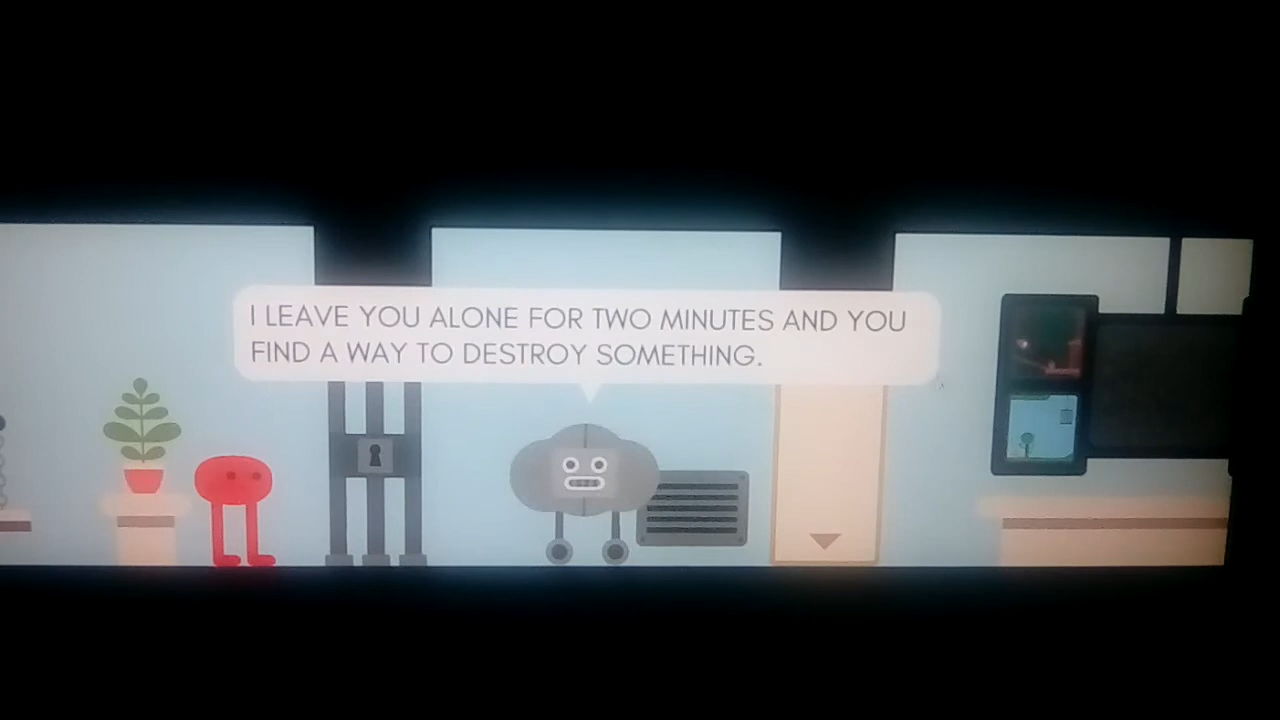 I LEAVE YOU ALONE FOR TWO MINUTES AND YOU
FIND A WAY TO DESTROY SOMETHING.